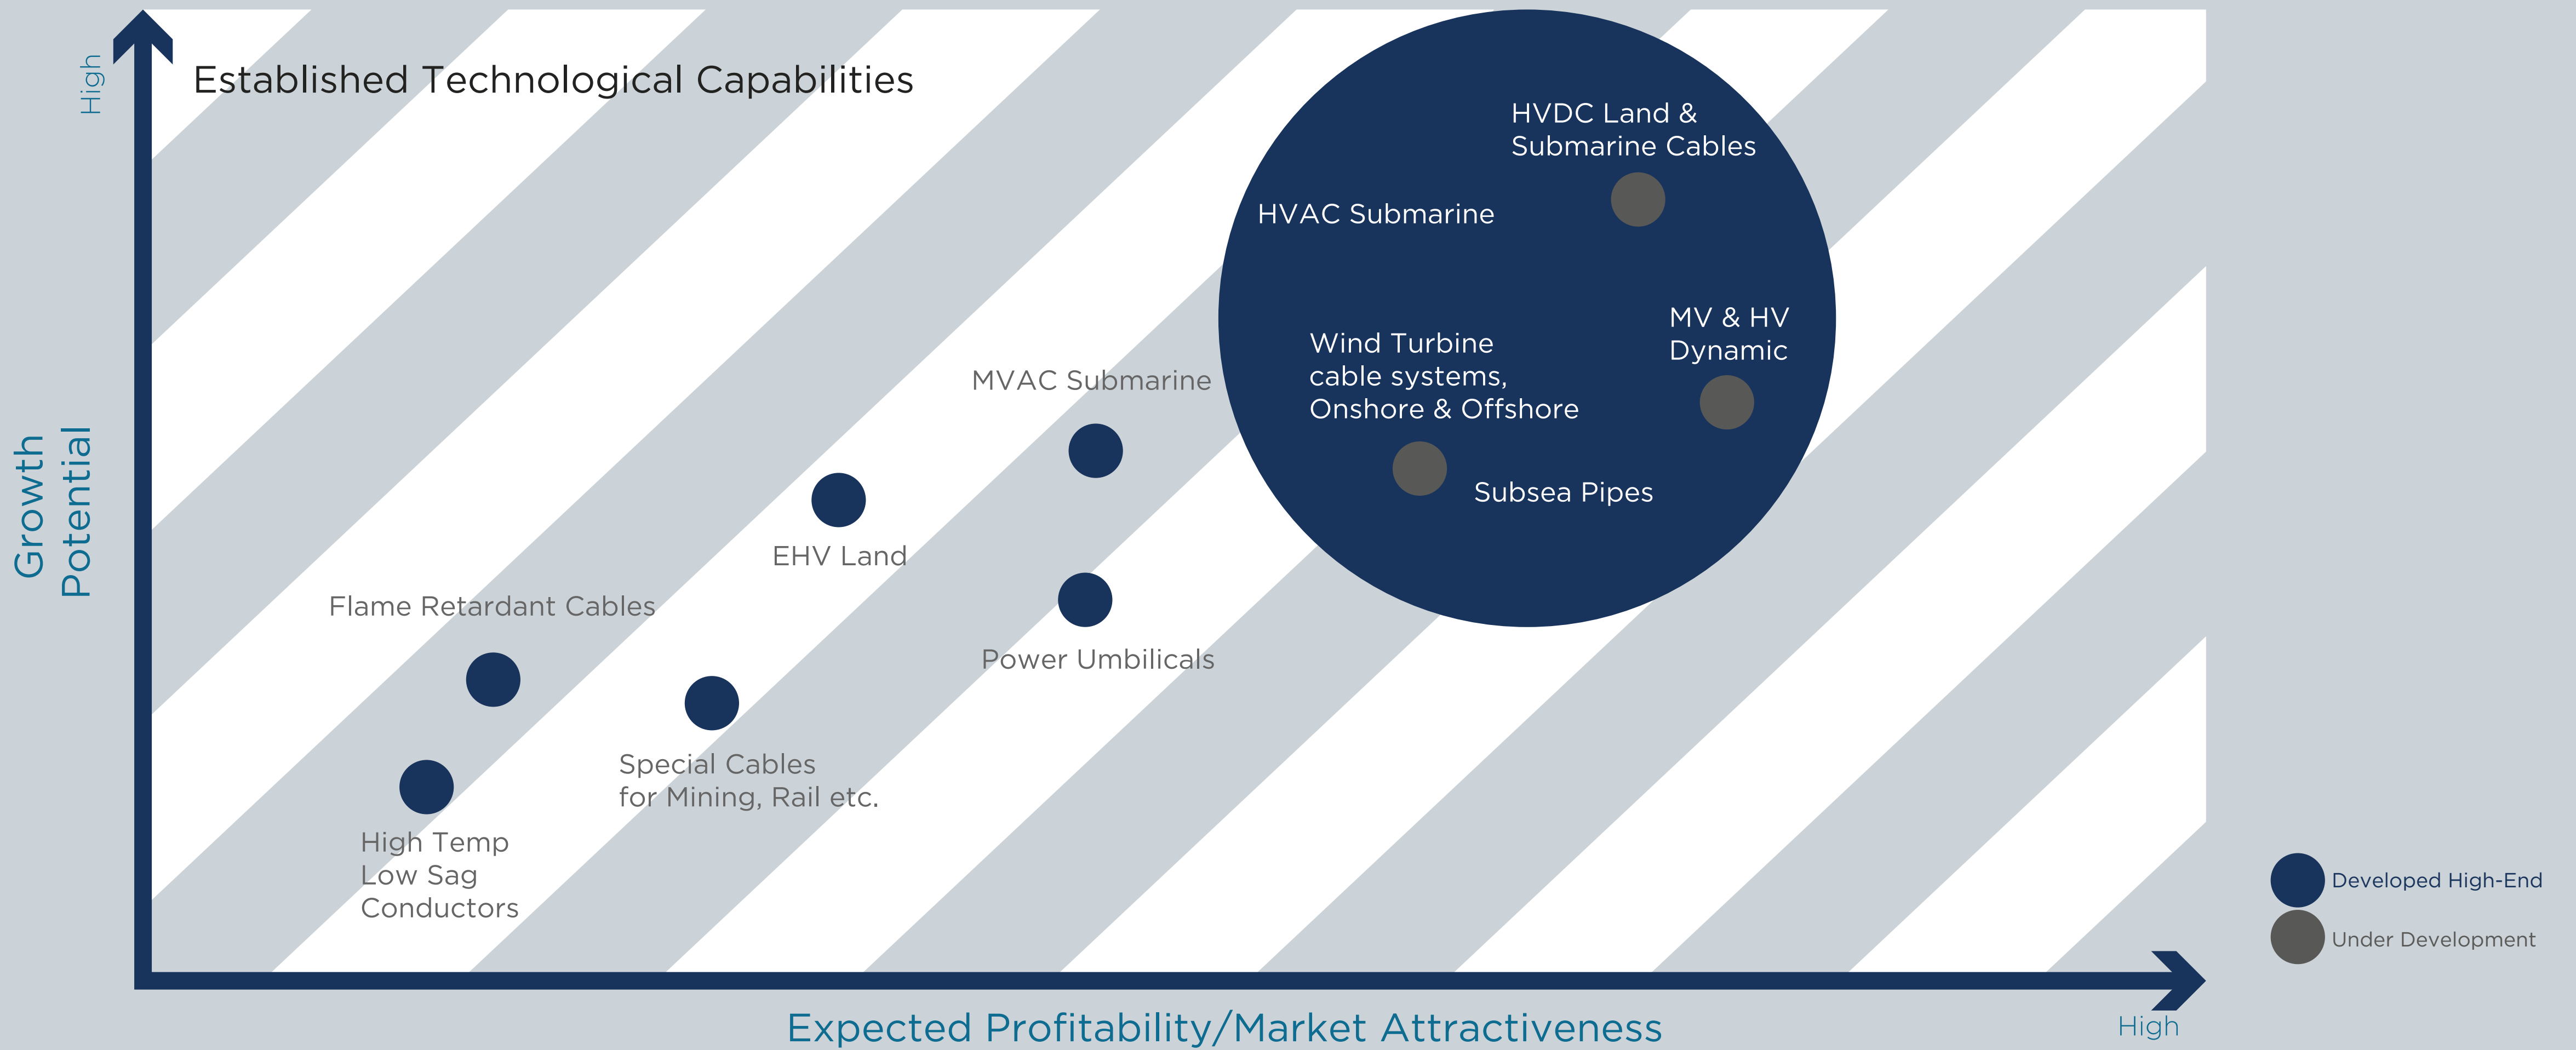 High
Established Technological Capabilities
HVDC Land &
Submarine Cables
HVAC Submarine
MV & HV
Dynamic
Wind Turbine
cable systems,
Onshore & Offshore
Subsea Pipes
MVAC Submarine
EHV Land
Flame Retardant Cables
Power Umbilicals
Special Cables
for Mining, Rail etc.
High Temp
Low Sag
Conductors
Growth
Potential
Developed High-End
Under Development
Expected Profitability/Market Attractiveness
High